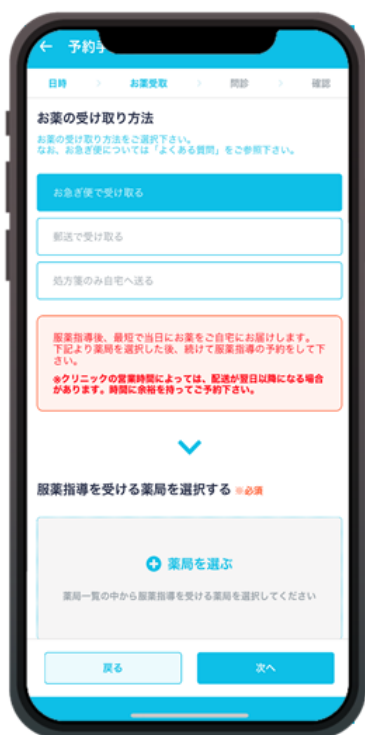 ← 予約手
日時 > お薬受取 > 問診 > 確認
お薬の受け取り方法
お薬の受け取り方法をご選択下さい。
なお、お急ぎ便については「よくある質問」をご参照下さい。
お急ぎ便で受け取る
郵送で受け取る
処方箋のみ自宅へ送る
服薬指導後、最短で当日にお薬をご自宅にお届けします。
下記より薬局を選択した後、続けて服薬指導の予約をして下
さい。
※クリニックの営業時間によっては、配送が翌日以降になる場合
があります。時間に余裕を持ってご予約下さい。
服薬指導を受ける薬局を選択する ※必須
薬局を選ぶ
薬局一覧の中から服薬指導を受ける薬局を選択してください
戻る 次へ